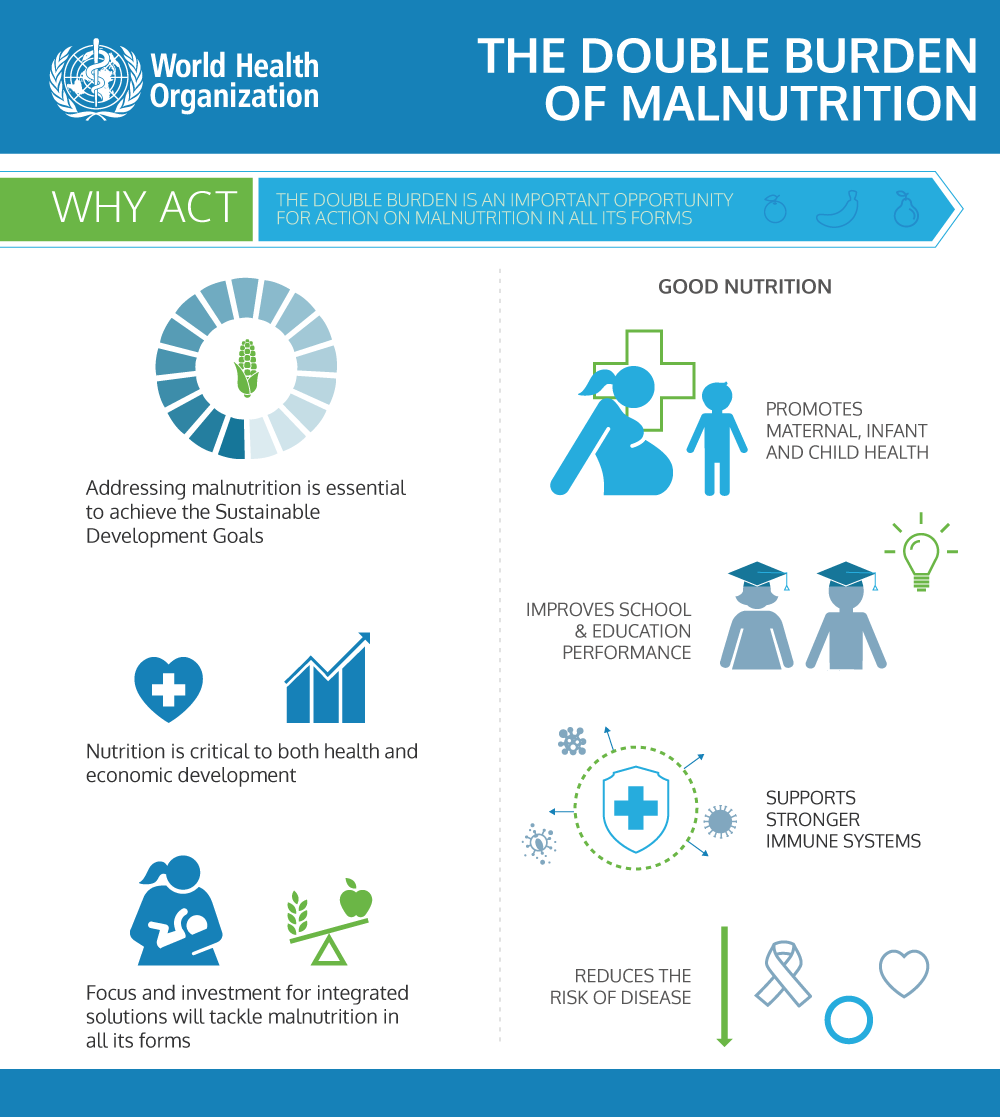 World Health
Organization
THE DOUBLE BURDEN
OF MALNUTRITION
WHY ACT
THE DOUBLE BURDEN IS AN IMPORTANT OPPORTUNITY
FOR ACTION ON MALNUTRITION IN ALL ITS FORMS
Addressing malnutrition is essential
to achieve the Sustainable
Development Goals
Nutrition is critical to both health and
economic development
Focus and investment for integrated
solutions will tackle malnutrition in
all its forms
GOOD NUTRITION
PROMOTES
MATERNAL, INFANT
AND CHILD HEALTH
IMPROVES SCHOOL
& EDUCATION
PERFORMANCE
SUPPORTS
STRONGER
IMMUNE SYSTEMS
REDUCES THE
RISK OF DISEASE